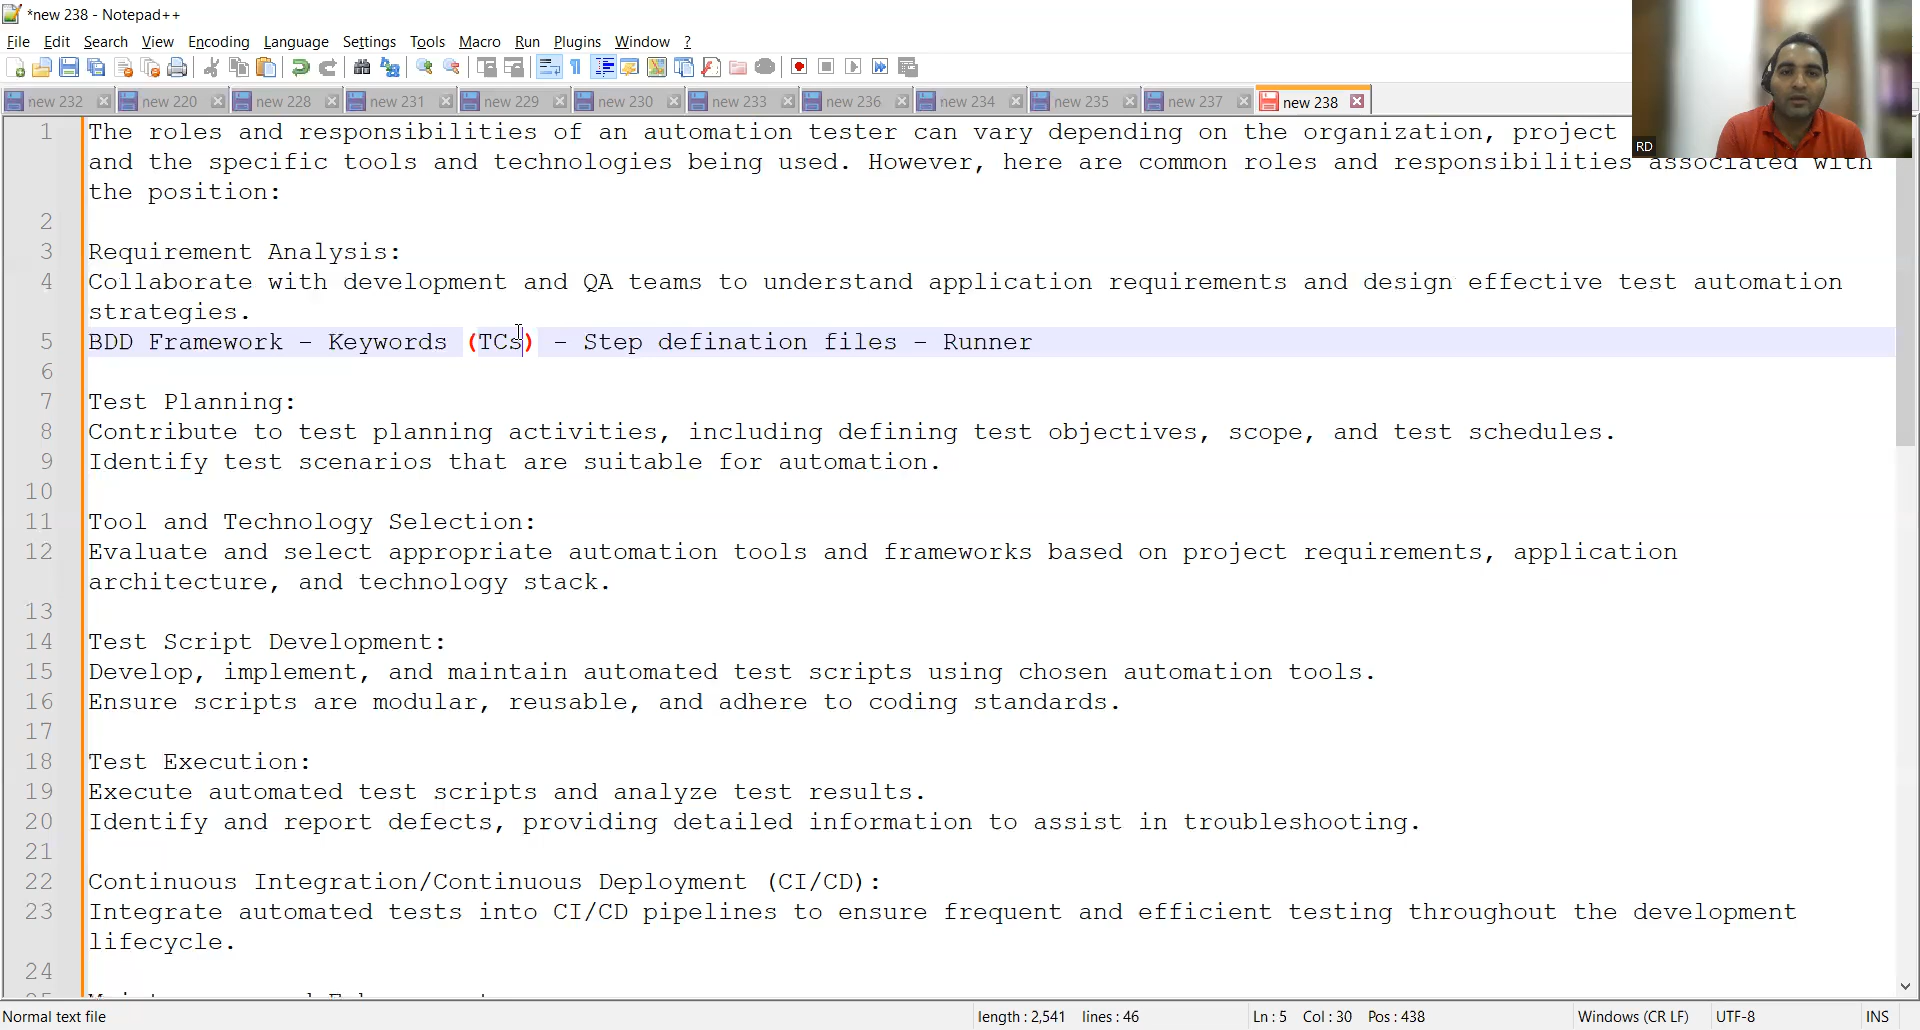 *new 238 - Notepad++
File Edit Search View Encoding Language Settings Tools Macro Run Plugins Window ?
new 232 new 220 new 228 new 231 new 229 new 230 new 233 new 236 new 234 new 235 new 237 new 238
1 The roles and responsibilities of an automation tester can vary depending on the organization, project
and the specific tools and technologies being used. However, here are common roles and responsibilities associated with
the position:
2
3 Requirement Analysis:
4 Collaborate with development and QA teams to understand application requirements and design effective test automation
strategies.
5 BDD Framework - Keywords (TCs) - Step defination files - Runner
6
7 Test Planning:
8 Contribute to test planning activities, including defining test objectives, scope, and test schedules.
9 Identify test scenarios that are suitable for automation.
10
11 Tool and Technology Selection:
12 Evaluate and select appropriate automation tools and frameworks based on project requirements, application
architecture, and technology stack.
13
14 Test Script Development:
15 Develop, implement, and maintain automated test scripts using chosen automation tools.
16 Ensure scripts are modular, reusable, and adhere to coding standards.
17
18 Test Execution:
19 Execute automated test scripts and analyze test results.
20 Identify and report defects, providing detailed information to assist in troubleshooting.
21
22 Continuous Integration/Continuous Deployment (CI/CD):
23 Integrate automated tests into CI/CD pipelines to ensure frequent and efficient testing throughout the development
lifecycle.
24
RD
Normal text file length : 2,541 lines : 46 Ln : 5 Col : 30 Pos : 438 Windows (CR LF) UTF-8 INS